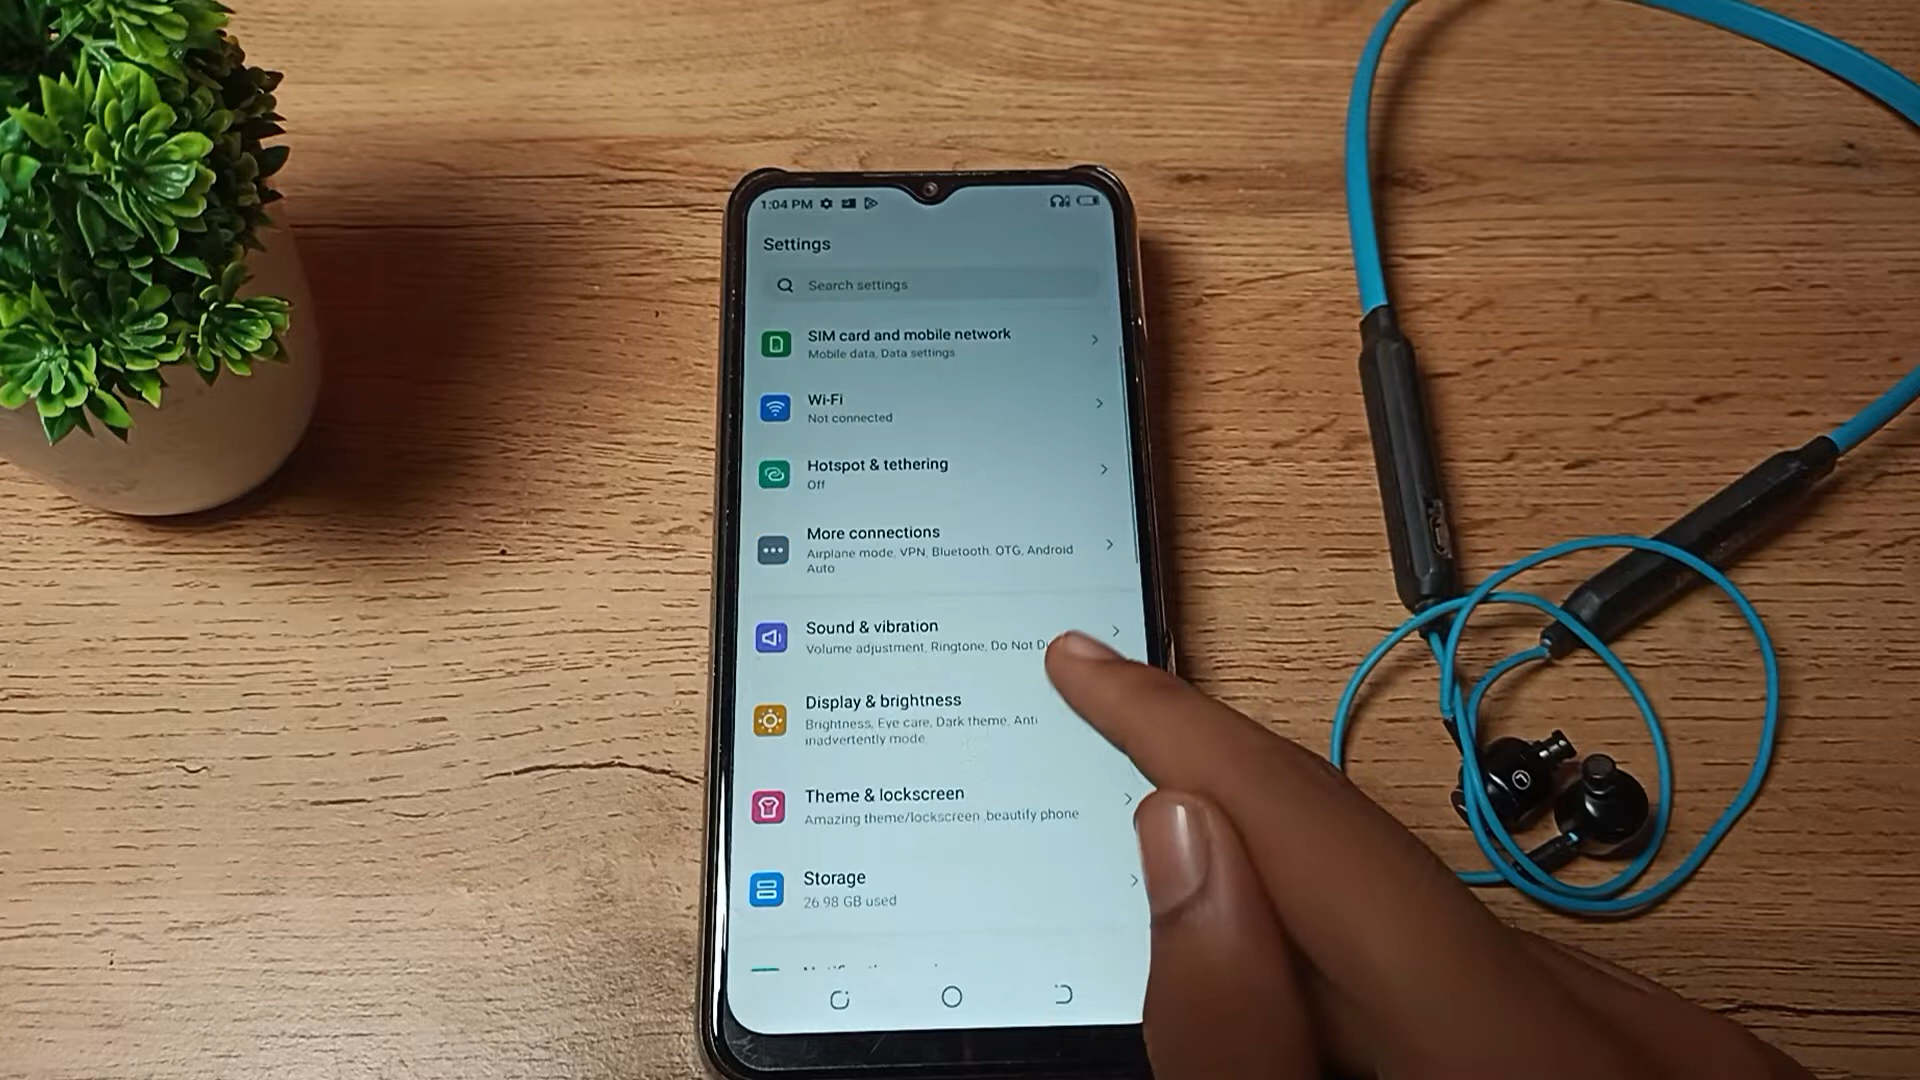 1:04 PM
Settings
Search settings
SIM card and mobile network
Mobile data, Data settings
Wi-Fi
Not connected
Hotspot & tethering
Off
More connections
Airplane mode, VPN, Bluetooth, OTG, Android
Auto
Sound & vibration
Volume adjustment, Ringtone, Do Not D
Display & brightness
Brightness, Eye care, Dark theme, Anti
inadvertently mode
Theme & lockscreen
Amazing theme/lockscreen ,beautify phone
Storage
26.98 GB used
L